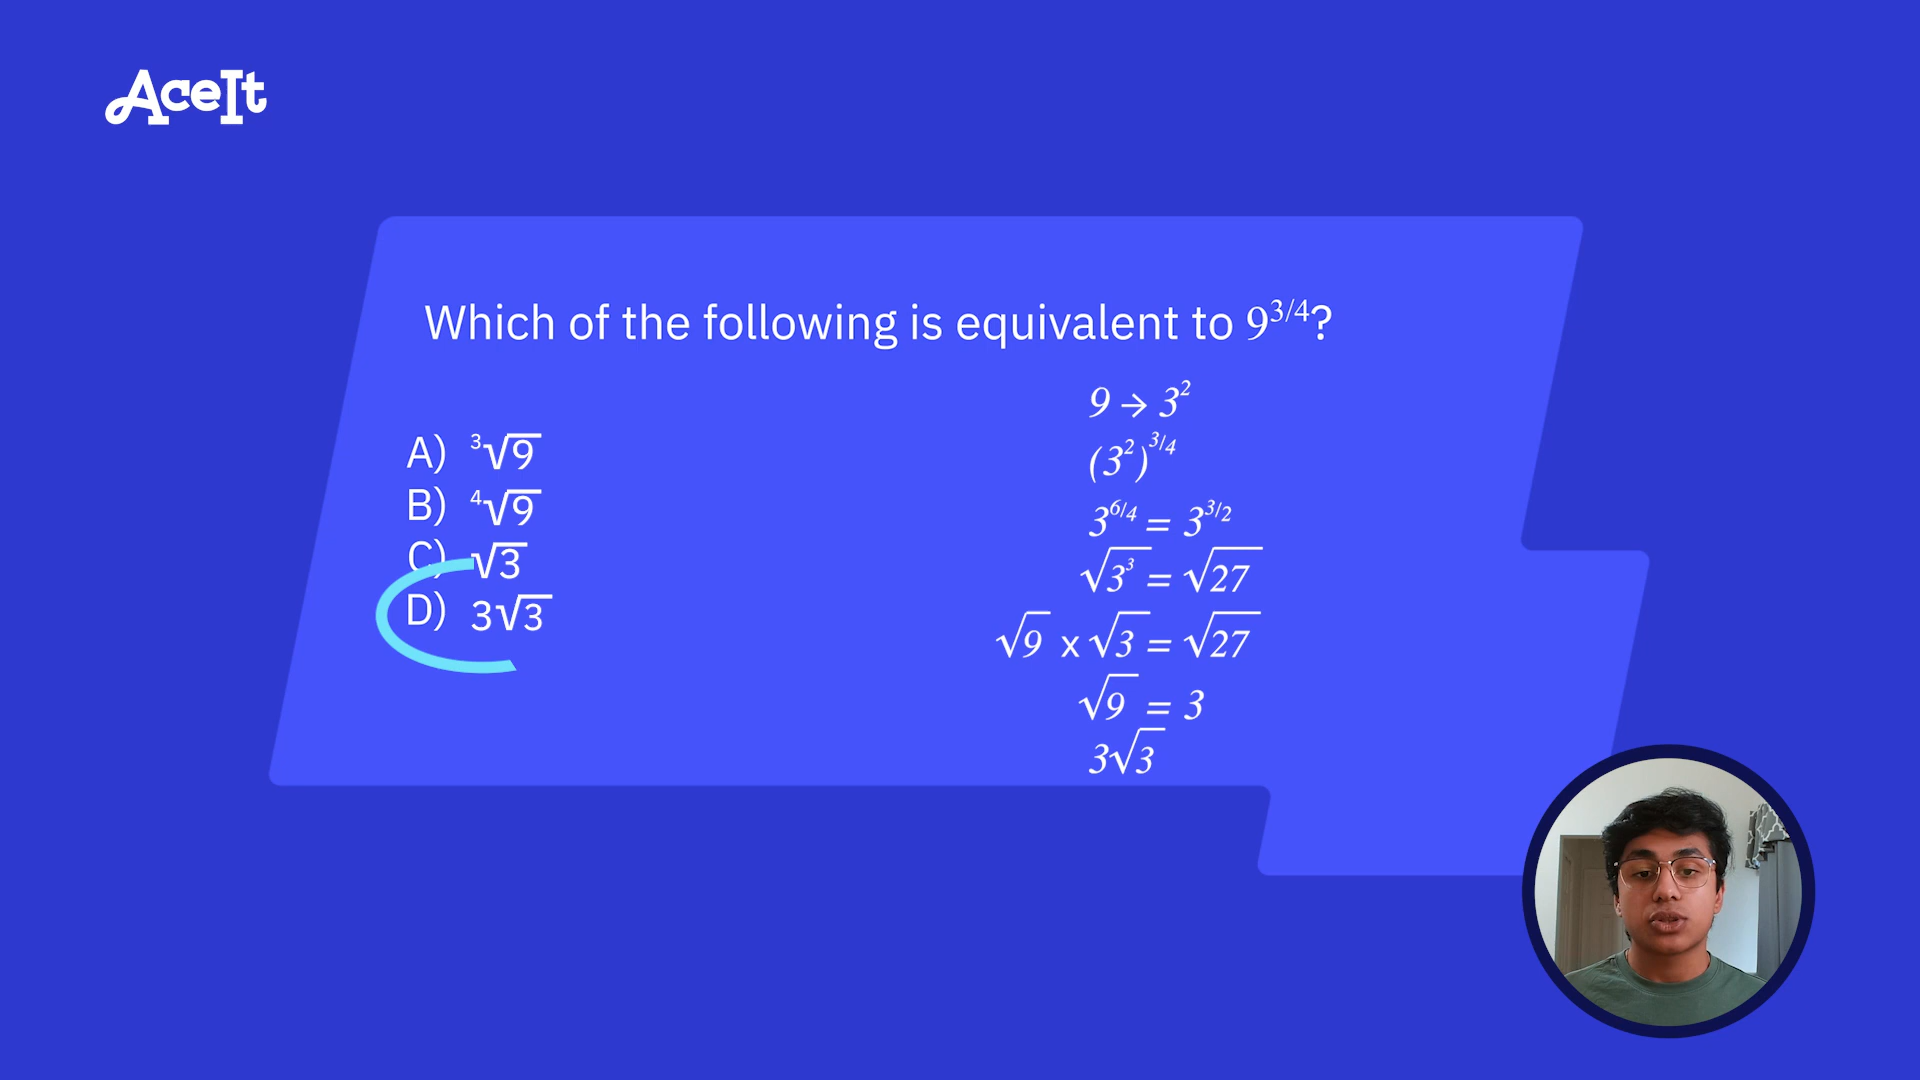 AceIt
Which of the following is equivalent to 9^{3/4}?
A) ³√9
B) ⁴√9
C) √3
D) 3√3
9 → 3²
(3²)^{3/4}
3^{6/4} = 3^{3/2}
√3³ = √27
√9 x √3 = √27
√9 = 3
3√3